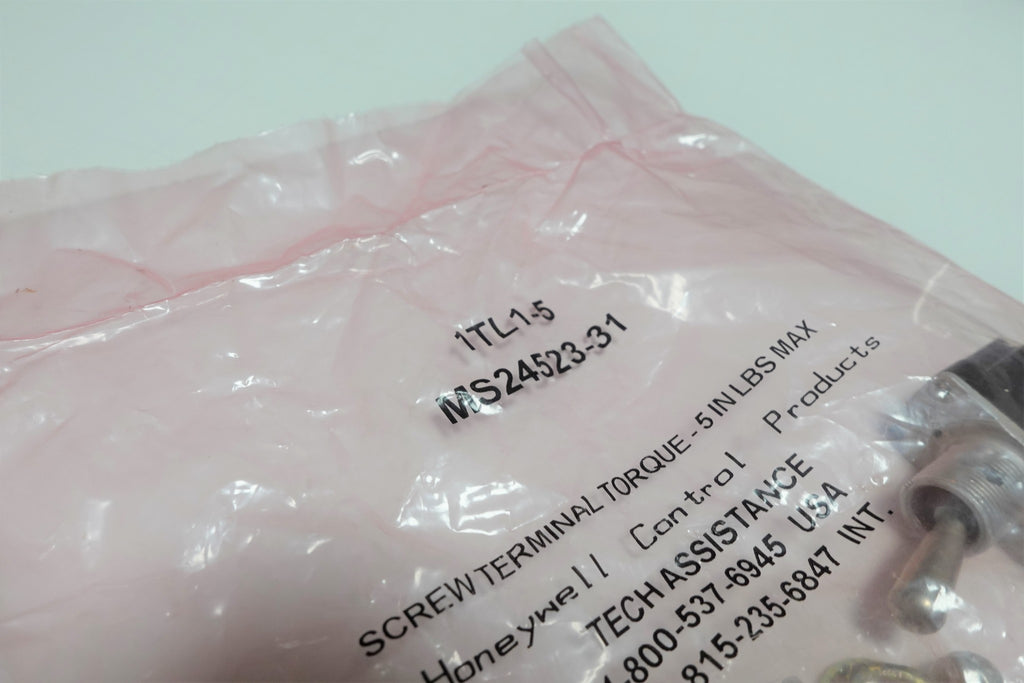 1TL1-5
MS24523-31
SCREW TERMINAL TORQUE - 5 IN LBS MAX
Honeywell Control Products
TECH ASSISTANCE
1-800-537-6945 USA
815-235-6847 INT.